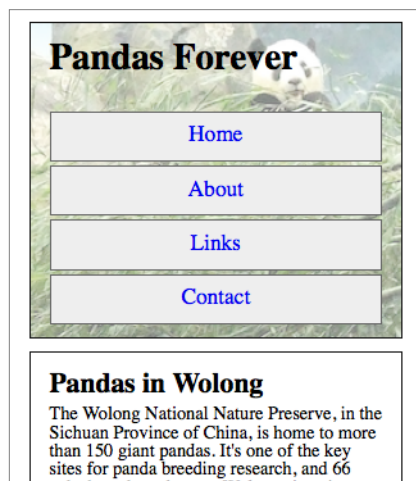 Pandas Forever
Home
About
Links
Contact
Pandas in Wolong
The Wolong National Nature Preserve, in the
Sichuan Province of China, is home to more
than 150 giant pandas. It's one of the key
sites for panda breeding research, and 66